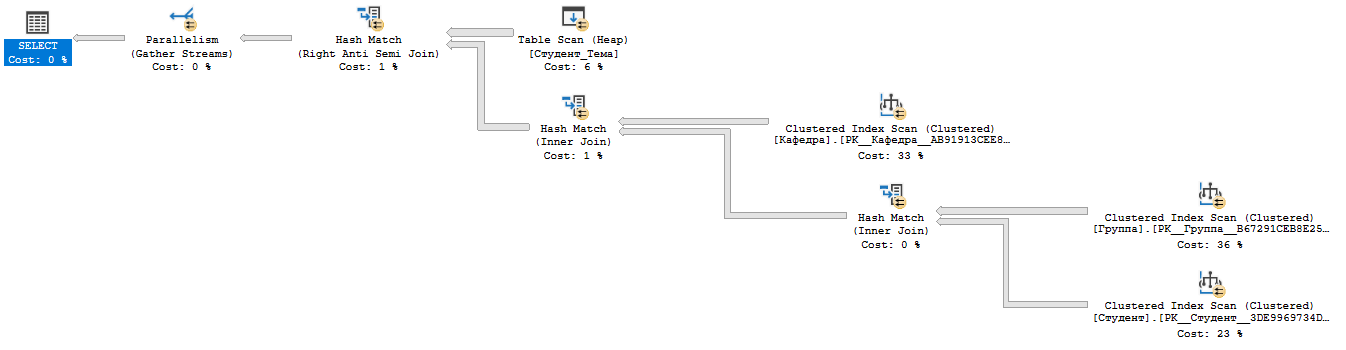 SELECT
Cost: 0 %
Parallelism
(Gather Streams)
Cost: 0 %
Hash Match
(Right Anti Semi Join)
Cost: 1 %
Table Scan (Heap)
[Студент_Тема]
Cost: 6 %
Hash Match
(Inner Join)
Cost: 1 %
Clustered Index Scan (Clustered)
[Кафедра].[PK__Кафедра__AB91913CEE8…
Cost: 33 %
Hash Match
(Inner Join)
Cost: 0 %
Clustered Index Scan (Clustered)
[Группа].[PK__Группа__B67291CEB8E25…
Cost: 36 %
Clustered Index Scan (Clustered)
[Студент].[PK__Студент__3DE9969734D…
Cost: 23 %